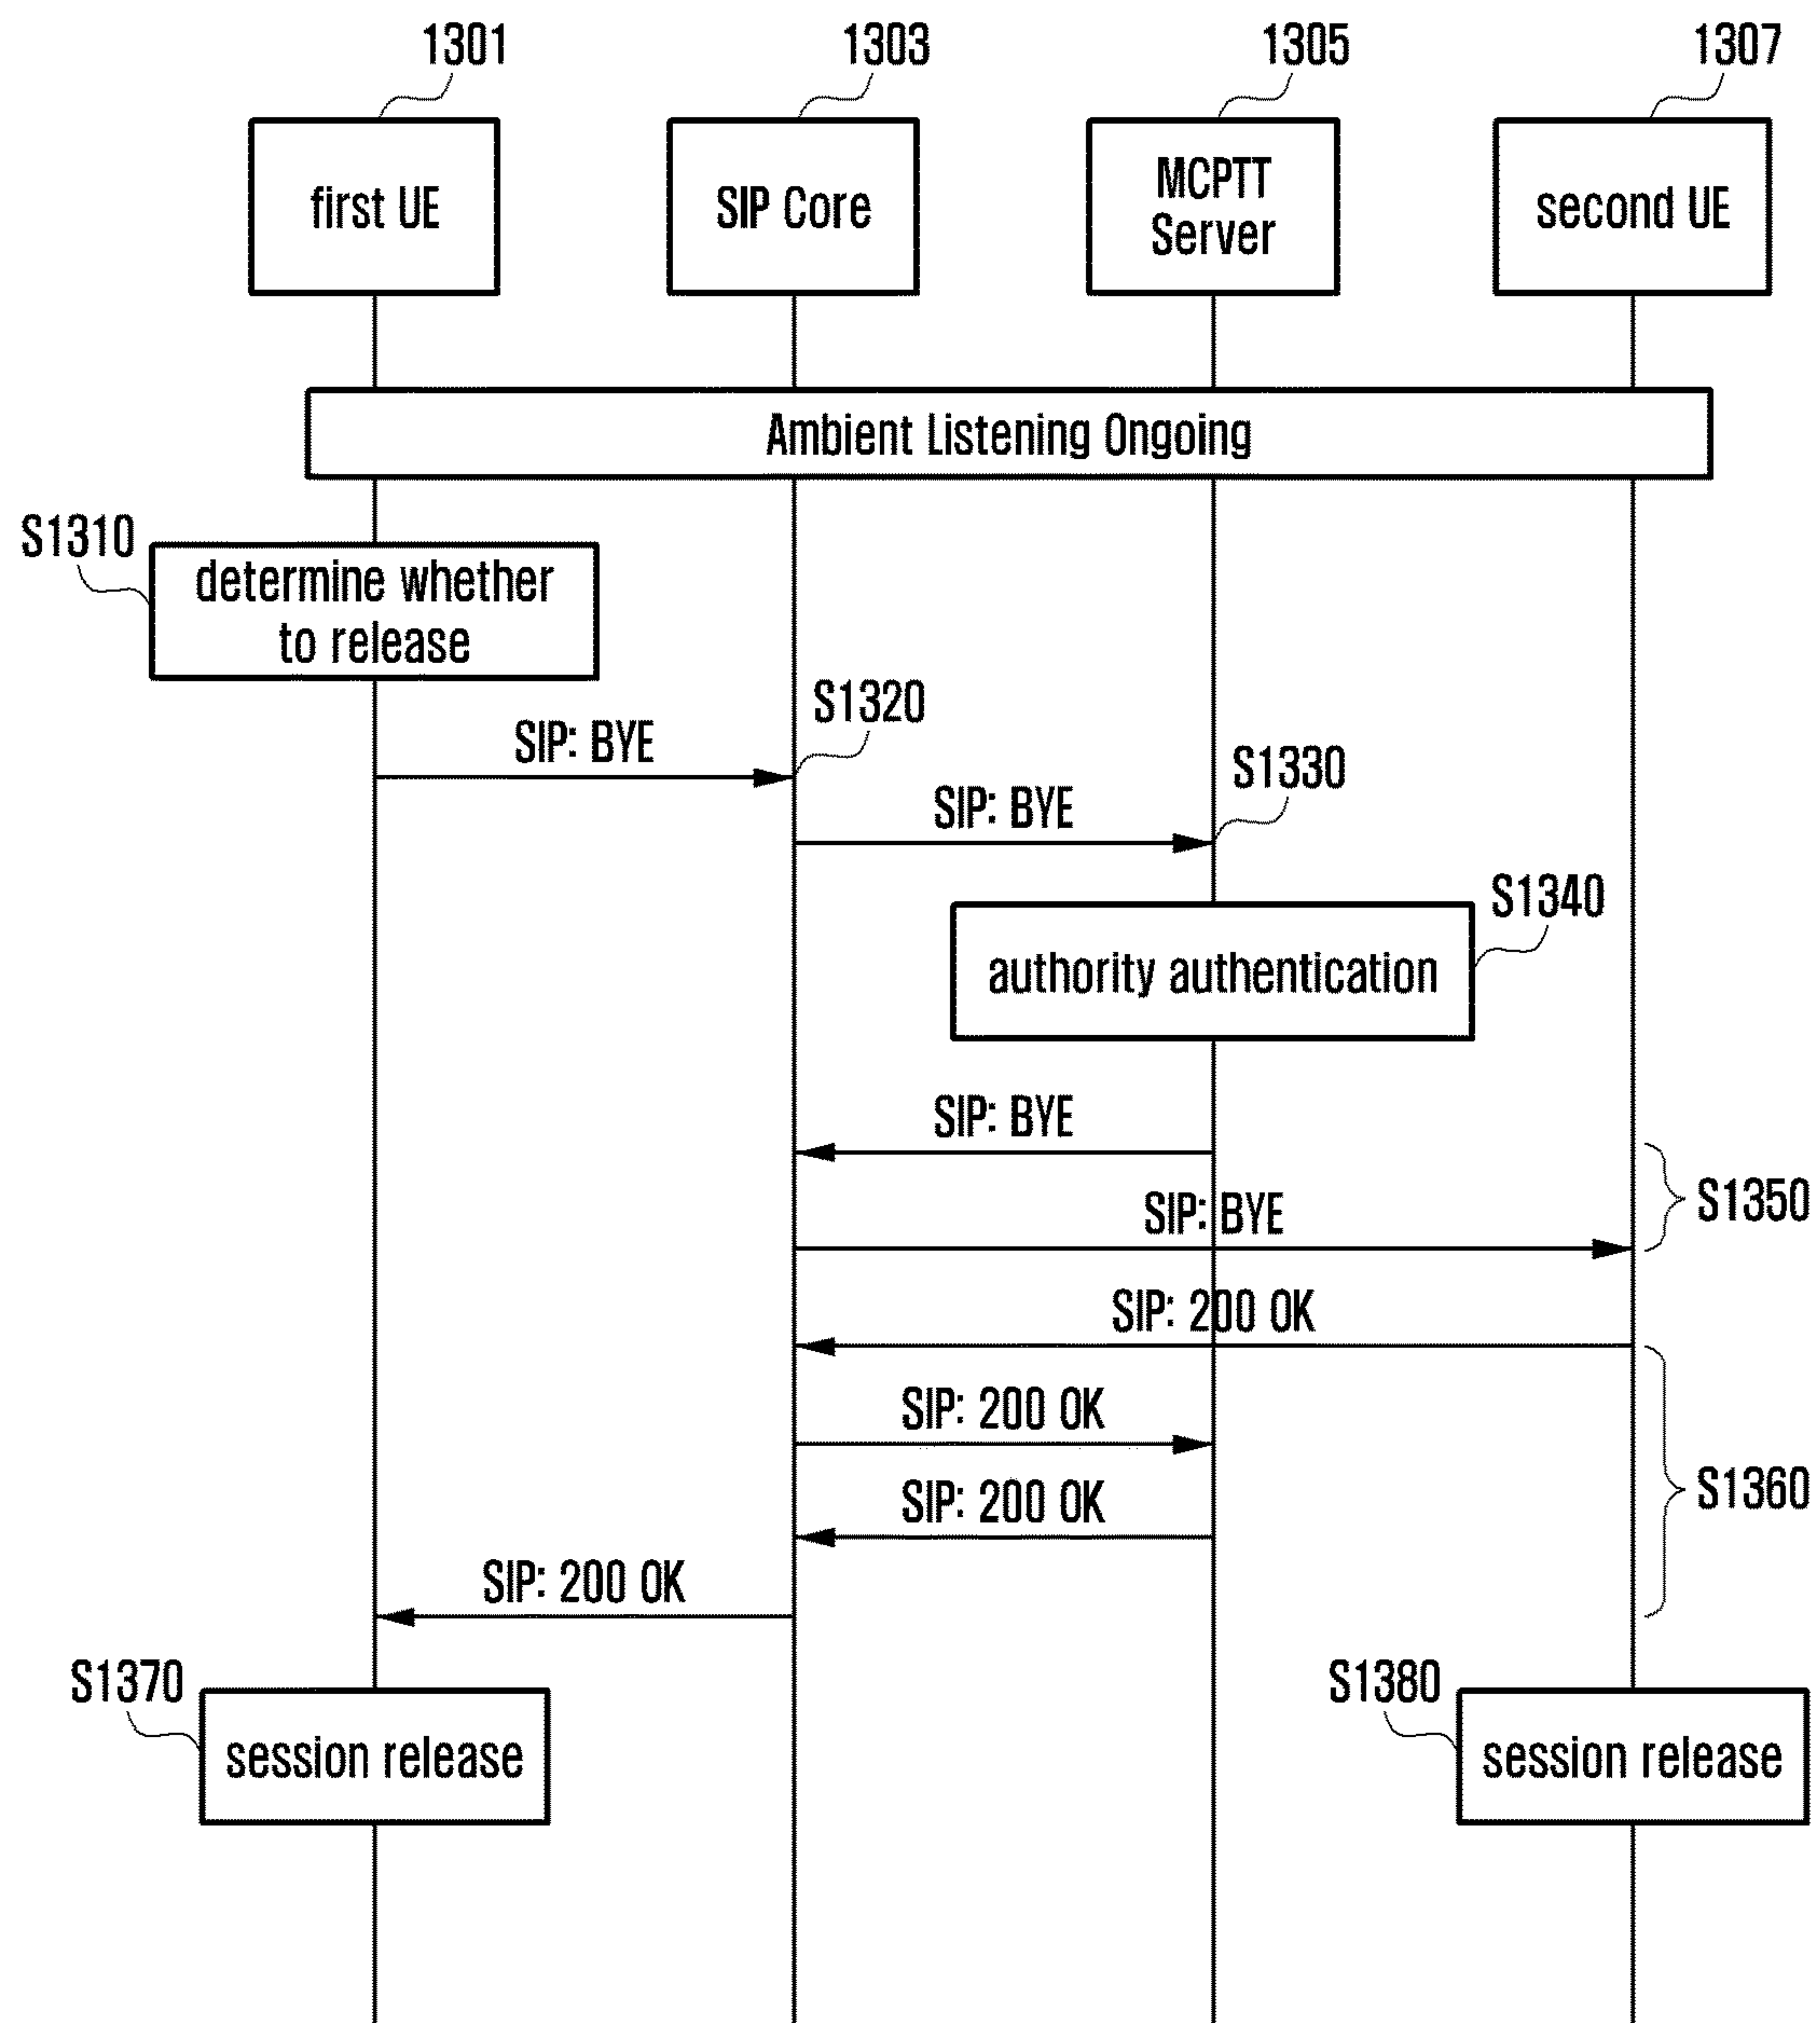 1301
1303
1305
1307
first UE
SIP Core
MCPTT
Server
second UE
Ambient Listening Ongoing
S1310
determine whether
to release
SIP: BYE
S1320
SIP: BYE
S1330
S1340
authority authentication
SIP: BYE
SIP: BYE
S1350
SIP: 200 OK
SIP: 200 OK
SIP: 200 OK
S1360
SIP: 200 OK
S1370
session release
S1380
session release